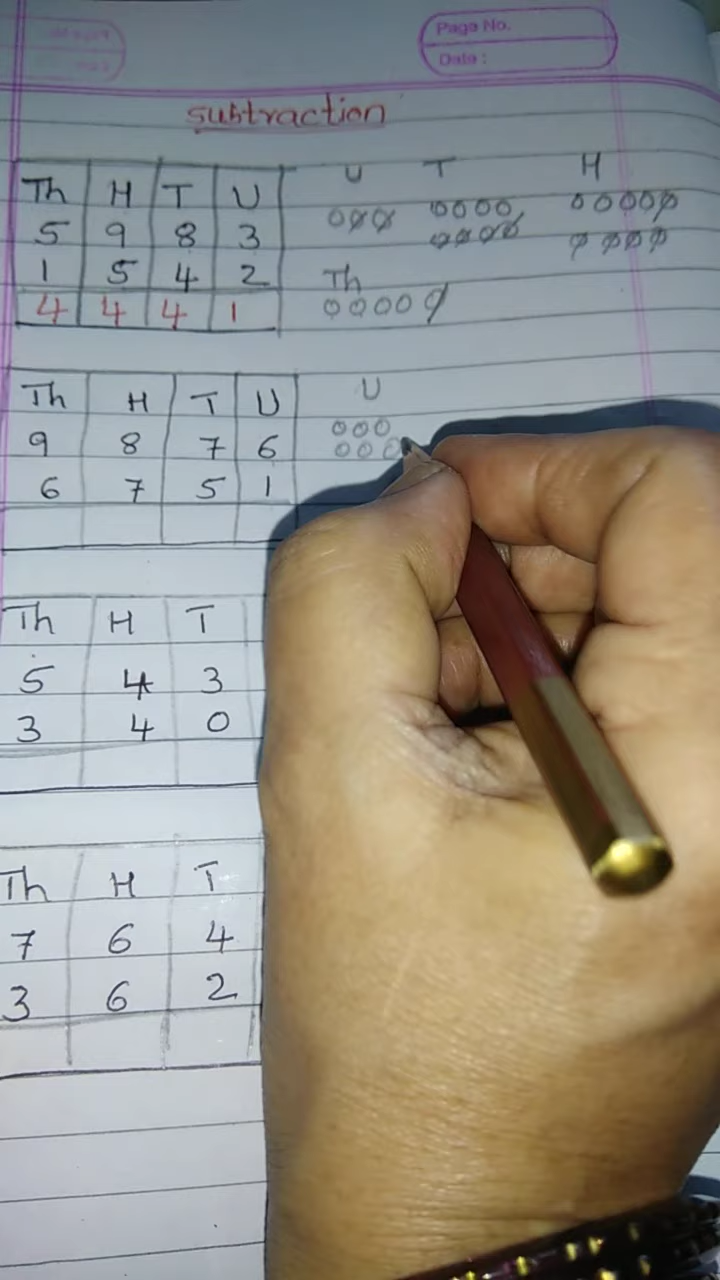 Page No.
Date :
subtraction
Th H T U
5 9 8 3
1 5 4 2
4 4 4 1
U T H
Th
Th H T U
9 8 7 6
6 7 5 1
U
Th H T
5 4 3
3 4 0
Th H T
7 6 4
3 6 2